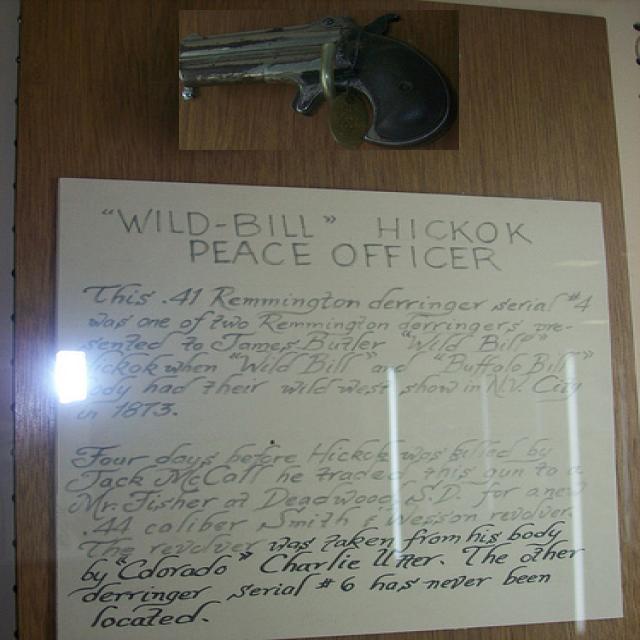 "WILD-BILL" HICKOK
PEACE OFFICER
This .41 Remmington derringer serial #4
was one of two Remmington derringers pre-
sented to James Butler "Wild Bill"
Hickok when "Wild Bill" and "Buffalo Bill"
Cody had their wild west show in N.Y. City
in 1873.
Four days before Hickok was killed by
Jack McCall he traded this gun to a
Mr. Fisher at Deadwood S.D. for a new
.44 caliber Smith & Wesson revolver.
The revolver was taken from his body
by "Colorado" Charlie Utter. The other
derringer serial #6 has never been
located.